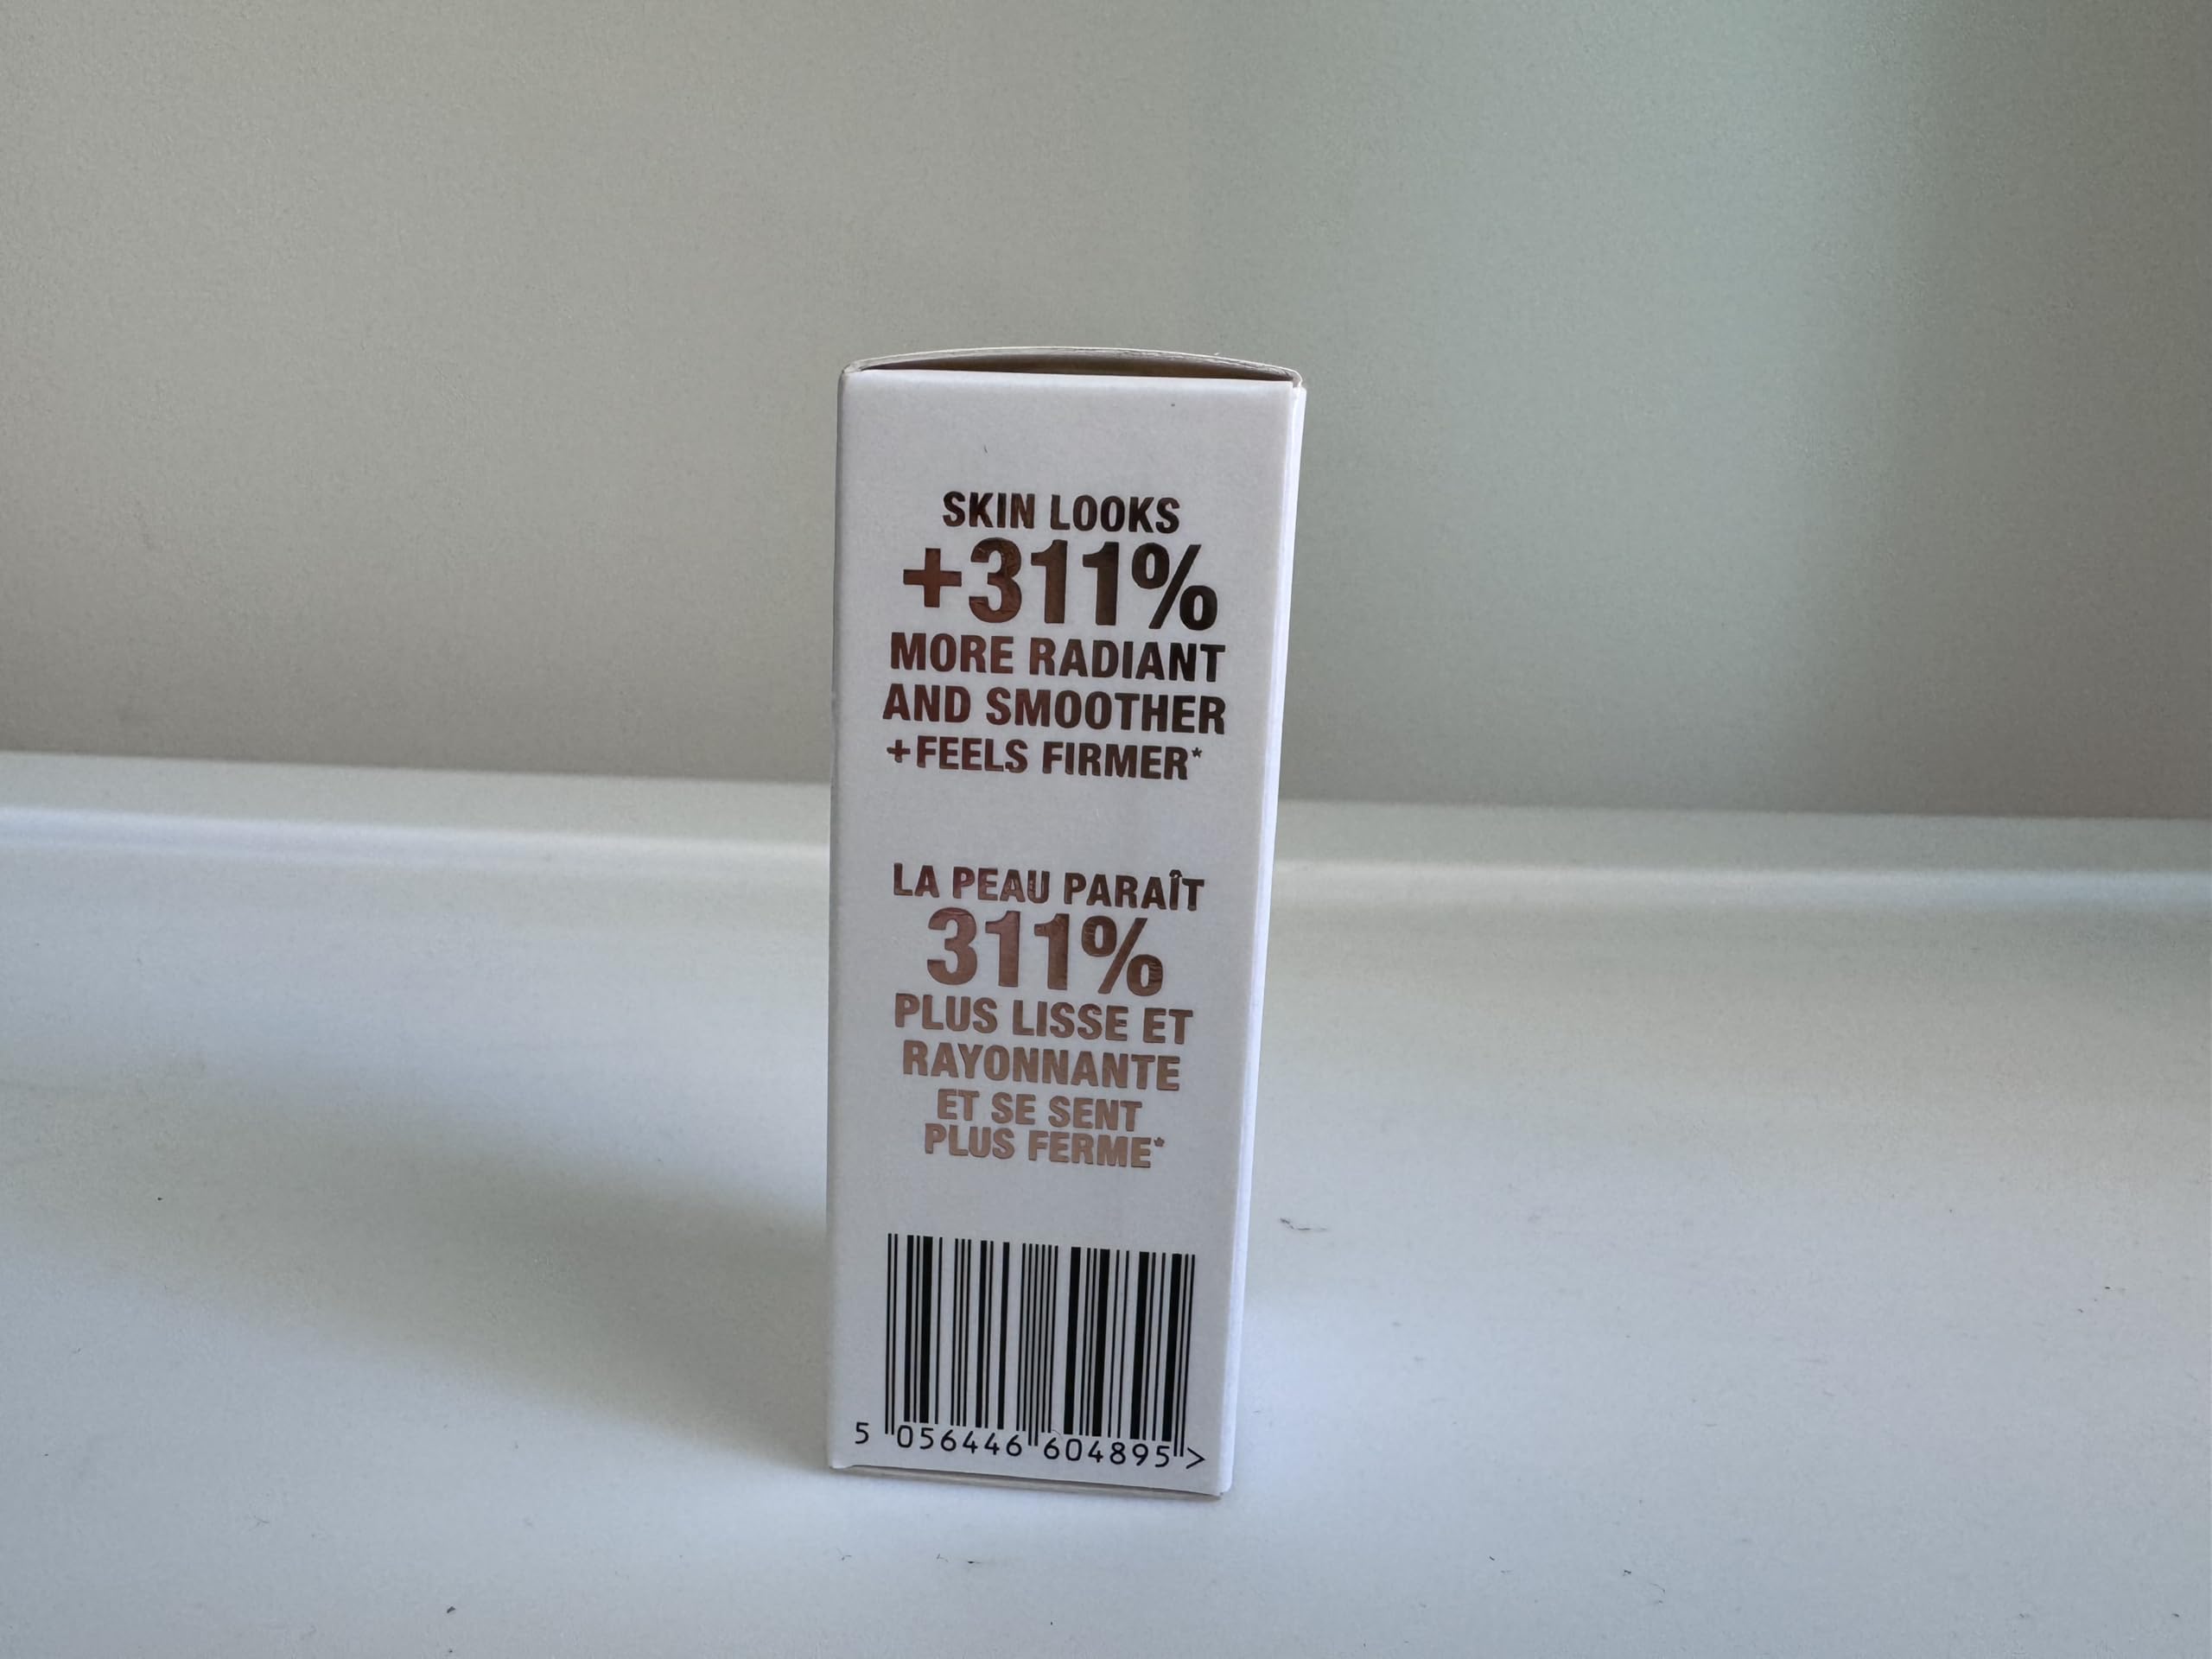 SKIN LOOKS
+311%
MORE RADIANT
AND SMOOTHER
+FEELS FIRMER*
LA PEAU PARAÎT
311%
PLUS LISSE ET
RAYONNANTE
ET SE SENT
PLUS FERME*
5 056446 604895 >